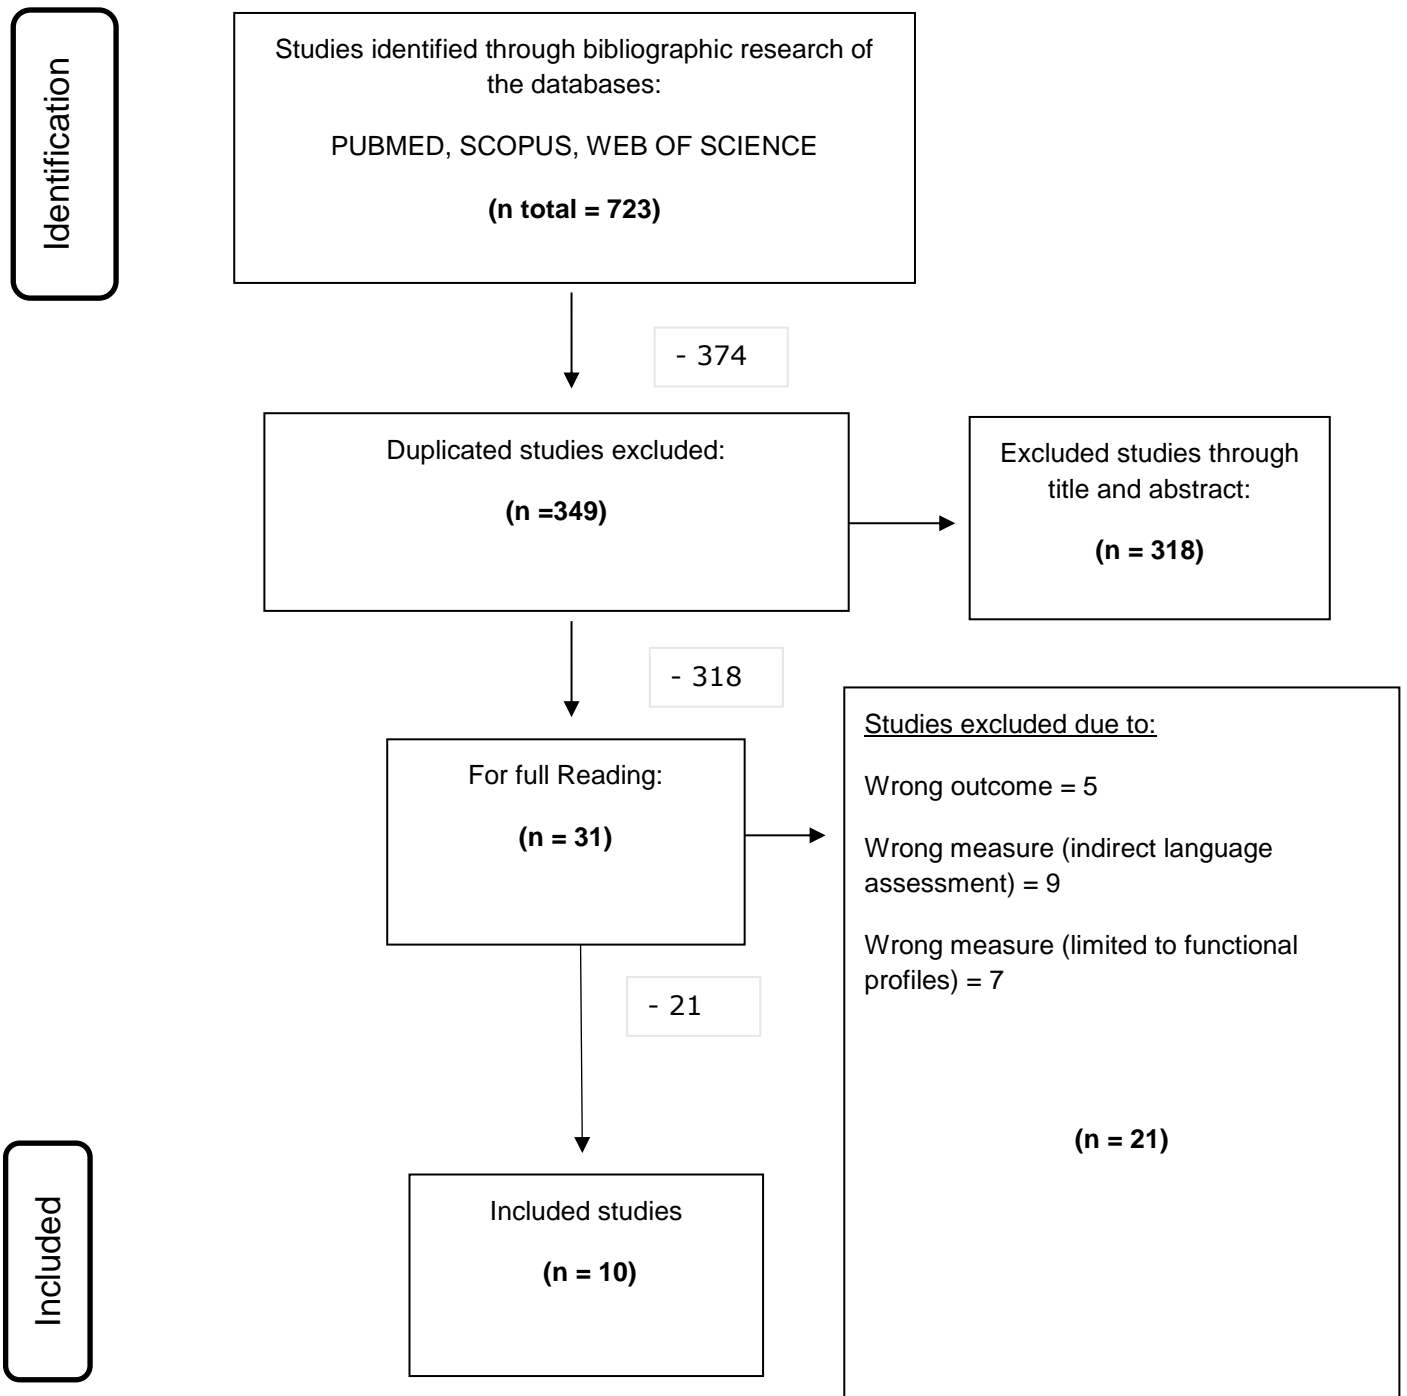 Identification
Studies identified through bibliographic research of
the databases:
PUBMED, SCOPUS, WEB OF SCIENCE
(n total = 723)
- 374
Duplicated studies excluded:
(n =349)
Excluded studies through
title and abstract:
(n = 318)
- 318
For full Reading:
(n = 31)
Studies excluded due to:
Wrong outcome = 5
Wrong measure (indirect language
assessment) = 9
Wrong measure (limited to functional
profiles) = 7
(n = 21)
- 21
Included
Included studies
(n = 10)